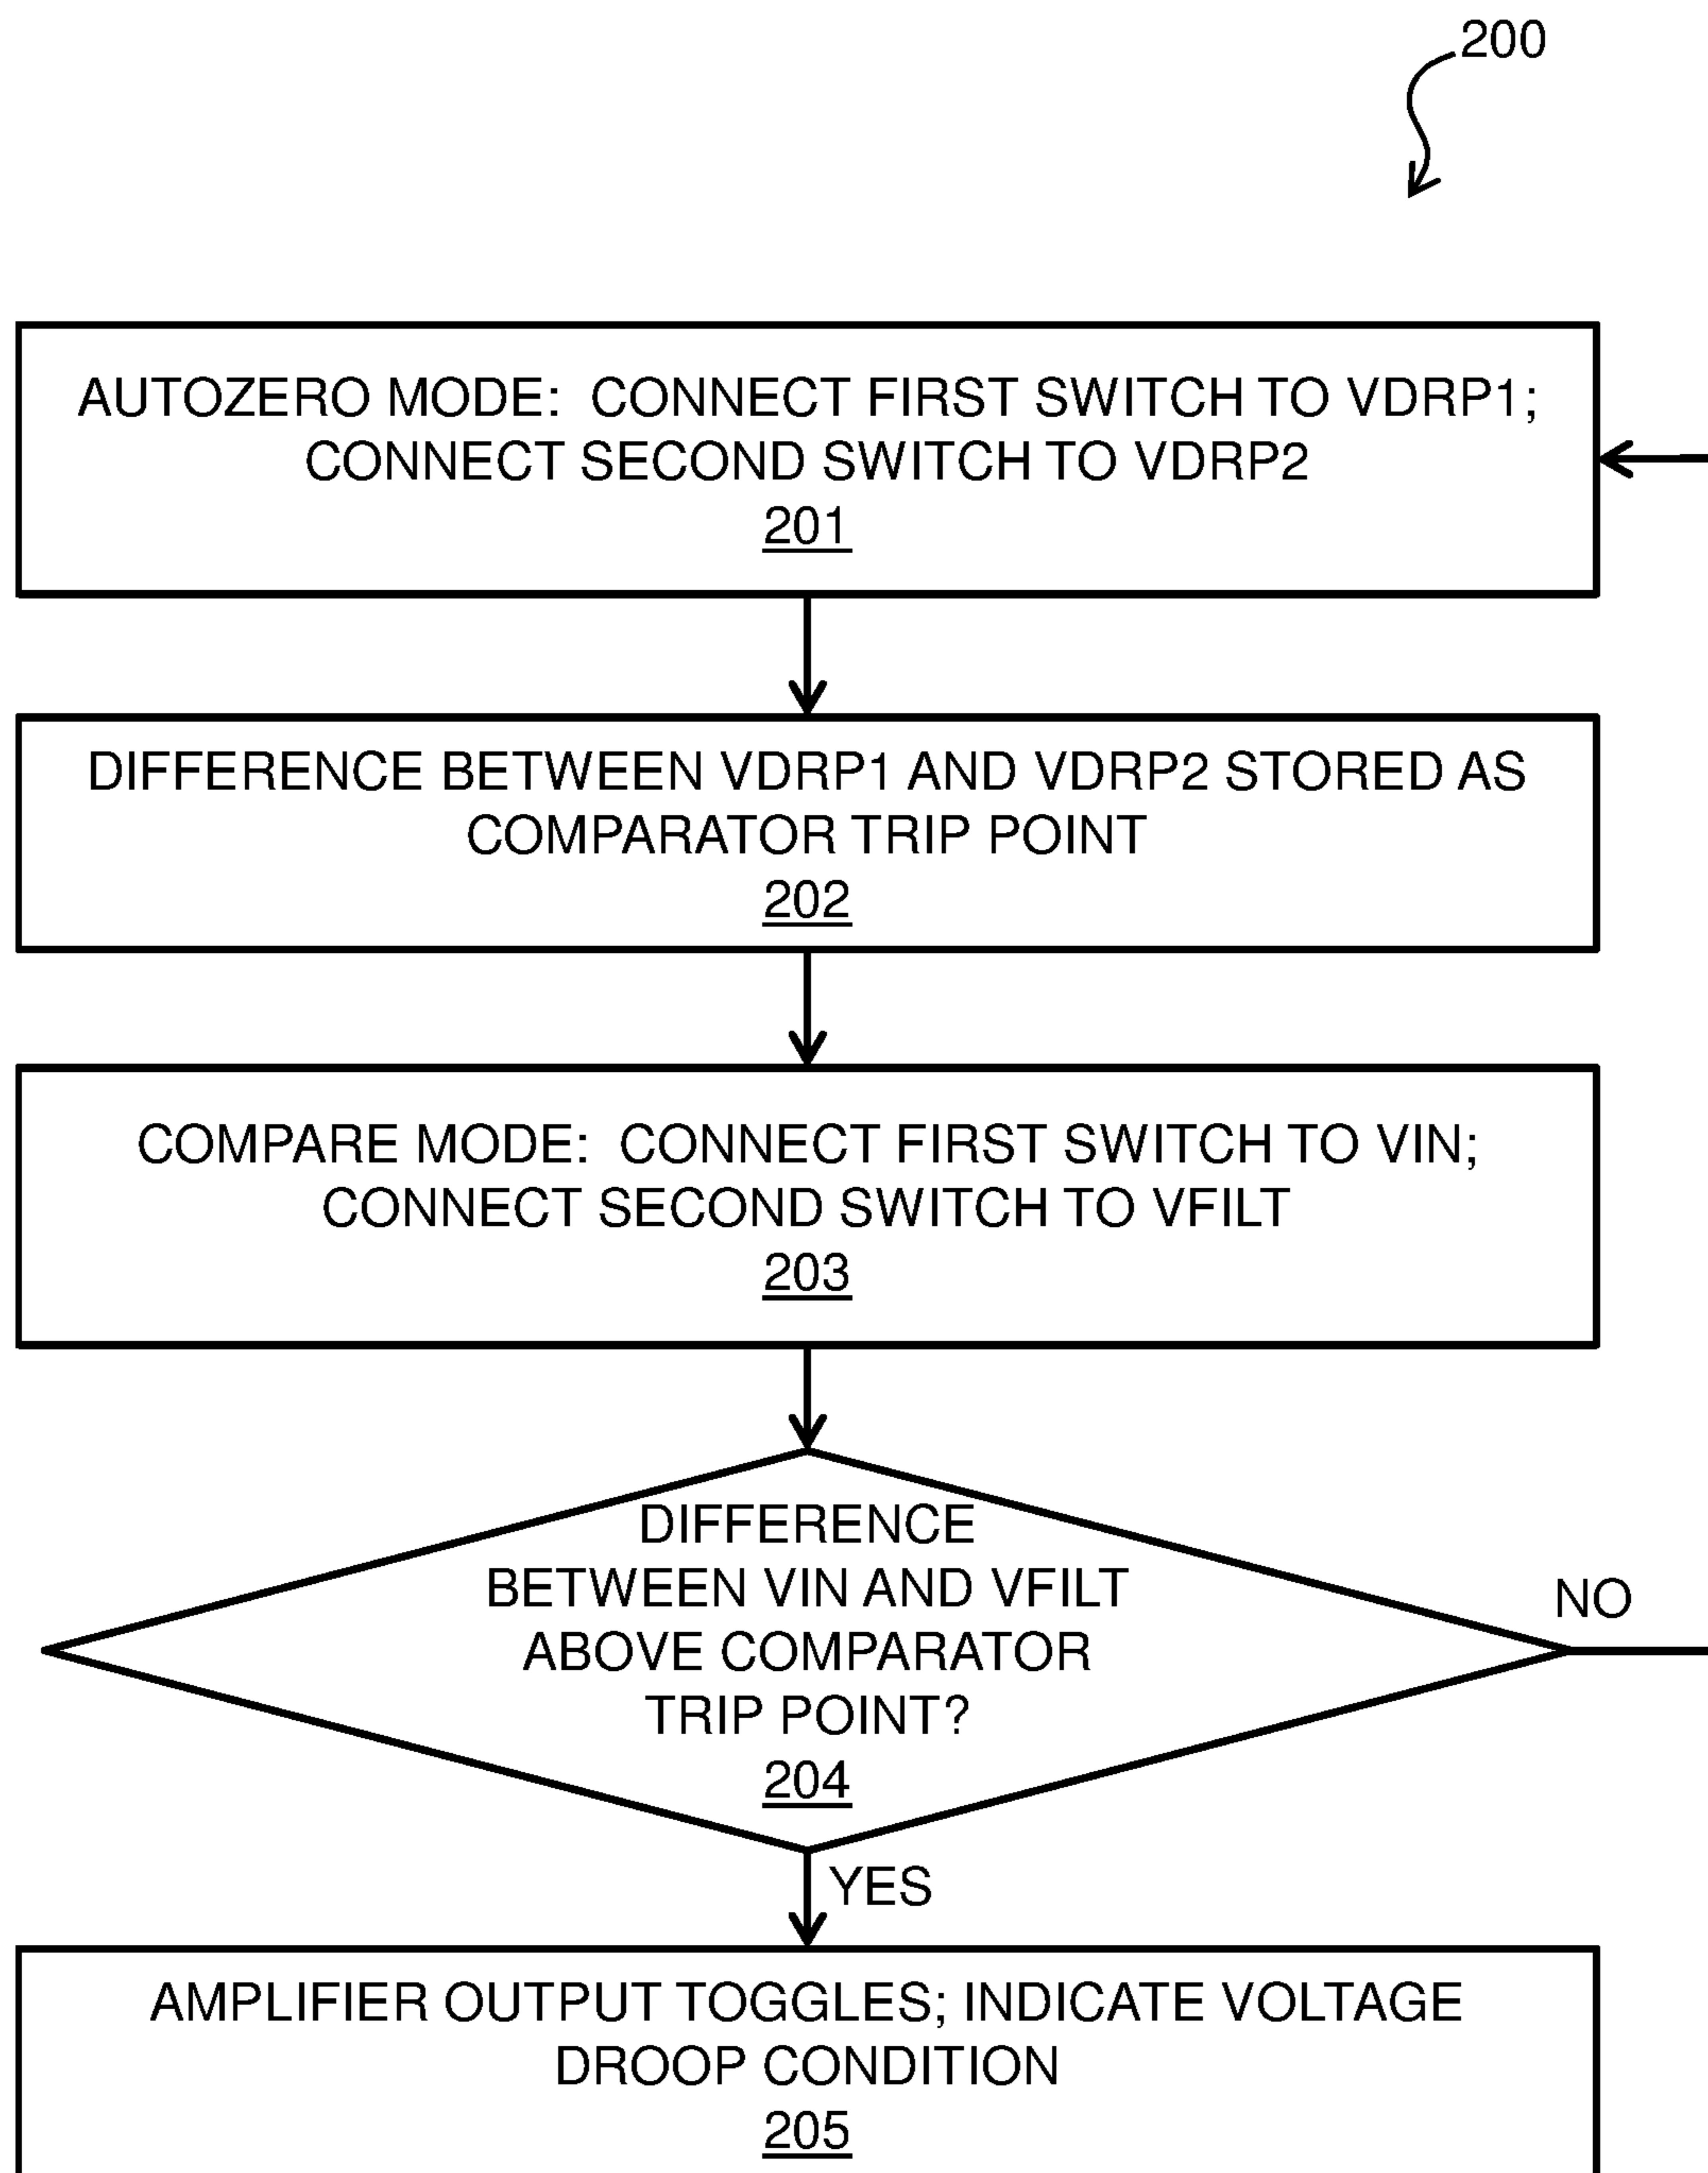 200
AUTOZERO MODE: CONNECT FIRST SWITCH TO VDRP1;
CONNECT SECOND SWITCH TO VDRP2
201
DIFFERENCE BETWEEN VDRP1 AND VDRP2 STORED AS
COMPARATOR TRIP POINT
202
COMPARE MODE: CONNECT FIRST SWITCH TO VIN;
CONNECT SECOND SWITCH TO VFILT
203
DIFFERENCE
BETWEEN VIN AND VFILT
ABOVE COMPARATOR
TRIP POINT?
204
NO
YES
AMPLIFIER OUTPUT TOGGLES; INDICATE VOLTAGE
DROOP CONDITION
205